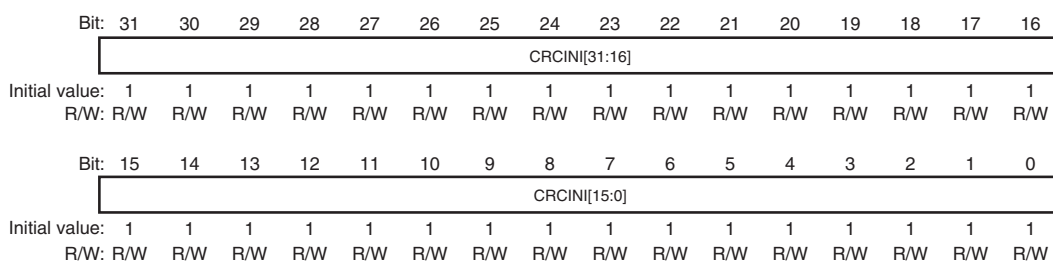 Bit: 31 30 29 28 27 26 25 24 23 22 21 20 19 18 17 16
CRCINI[31:16]
Initial value: 1 1 1 1 1 1 1 1 1 1 1 1 1 1 1 1
R/W: R/W R/W R/W R/W R/W R/W R/W R/W R/W R/W R/W R/W R/W R/W R/W R/W
Bit: 15 14 13 12 11 10 9 8 7 6 5 4 3 2 1 0
CRCINI[15:0]
Initial value: 1 1 1 1 1 1 1 1 1 1 1 1 1 1 1 1
R/W: R/W R/W R/W R/W R/W R/W R/W R/W R/W R/W R/W R/W R/W R/W R/W R/W